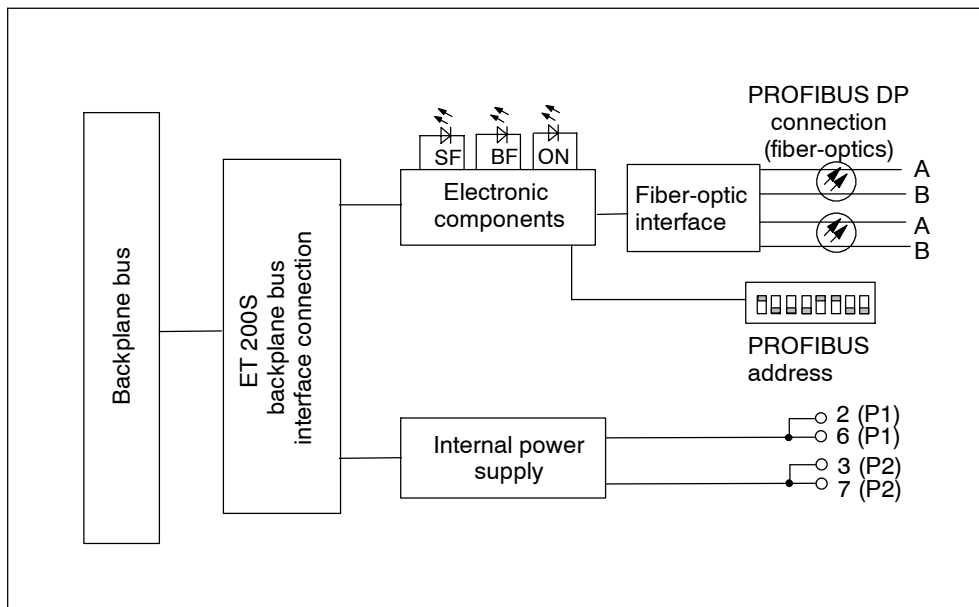 Backplane bus
ET 200S
backplane bus
interface connection
SF
BF
ON
Electronic
components
Fiber-optic
interface
PROFIBUS DP
connection
(fiber-optics)
A
B
A
B
PROFIBUS
address
Internal power
supply
2 (P1)
6 (P1)
3 (P2)
7 (P2)